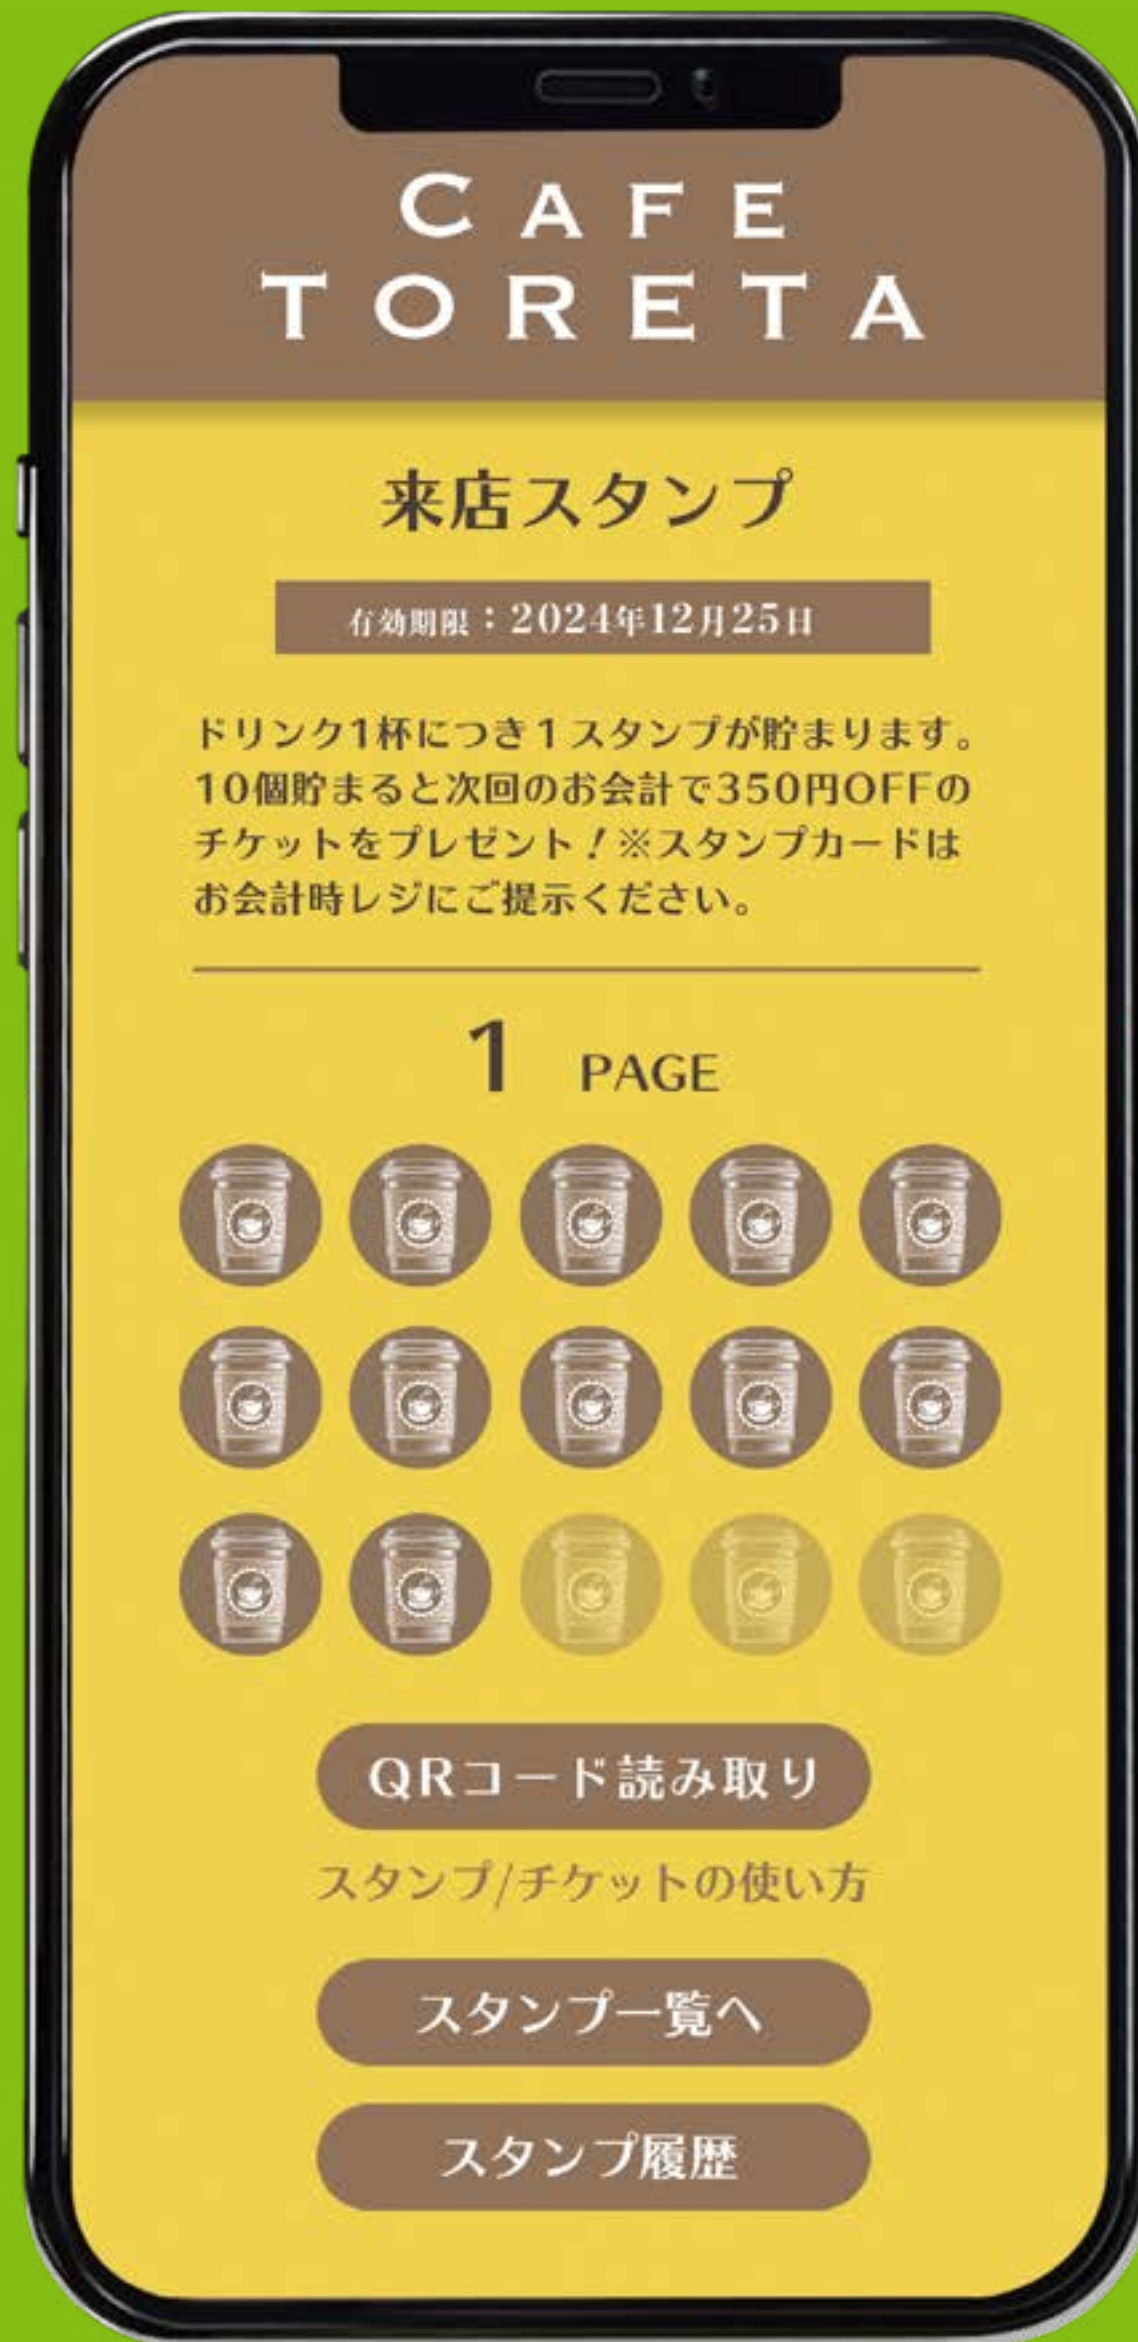 CAFE
TORETA
来店スタンプ
有効期限：2024年12月25日
ドリンク1杯につき1スタンプが貯まります。
10個貯まると次回のお会計で350円OFFの
チケットをプレゼント！※スタンプカードは
お会計時レジにご提示ください。
1 PAGE
QRコード読み取り
スタンプ/チケットの使い方
スタンプ一覧へ
スタンプ履歴